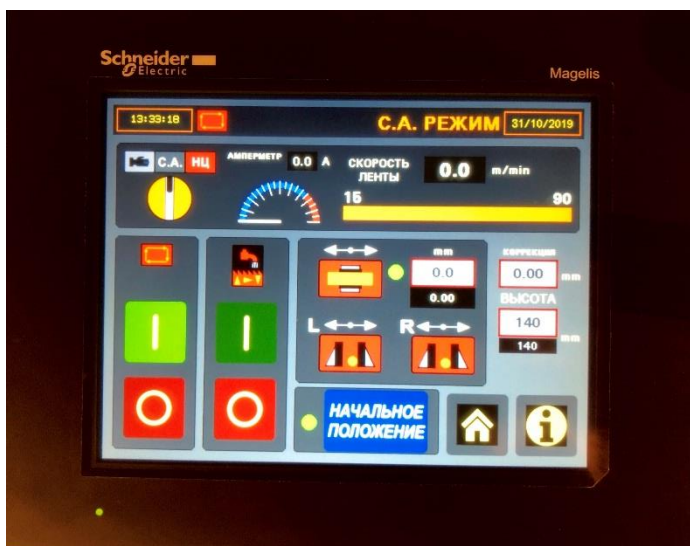 Schneider
Electric
Magelis
13:33:18
С.А. РЕЖИМ
31/10/2019
С.А.
НЦ
АМПЕРМЕТР
0.0 A
СКОРОСТЬ
ЛЕНТЫ
0.0
m/min
15
90
mm
0.0
0.00
КОРРЕКЦИЯ
0.00 mm
ВЫСОТА
140
140
mm
L
R
НАЧАЛЬНОЕ
ПОЛОЖЕНИЕ